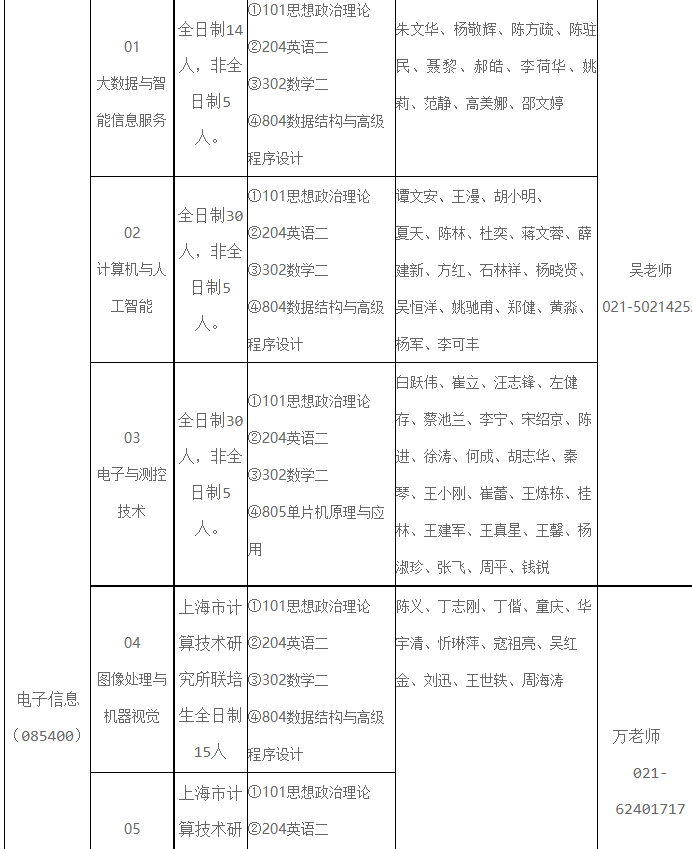 01
大数据与智
能信息服务
全日制14
人，非全
日制5
人。
①101思想政治理论
②204英语二
③302数学二
④804数据结构与高级
程序设计
朱文华、杨敬辉、陈方疏、陈驻
民、聂黎、郝皓、李荷华、姚
莉、范静、高美娜、邵文婷
02
计算机与人
工智能
全日制30
人，非全
日制5
人。
①101思想政治理论
②204英语二
③302数学二
④804数据结构与高级
程序设计
谭文安、王漫、胡小明、
夏天、陈林、杜奕、蒋文蓉、薛
建新、方红、石林祥、杨晓贤、
吴恒洋、姚驰甫、郑健、黄淼、
杨军、李可丰
吴老师
021-5021425
03
电子与测控
技术
全日制30
人，非全
日制5
人。
①101思想政治理论
②204英语二
③302数学二
④805单片机原理与应
用
白跃伟、崔立、汪志锋、左健
存、蔡池兰、李宁、宋绍京、陈
进、徐涛、何成、胡志华、秦
琴、王小刚、崔蕾、王炼栋、桂
林、王建军、王真星、王馨、杨
淑珍、张飞、周平、钱锐
电子信息
（085400）
04
图像处理与
机器视觉
上海市计
算技术研
究所联培
生全日制
15人
①101思想政治理论
②204英语二
③302数学二
④804数据结构与高级
程序设计
陈义、丁志刚、丁偕、童庆、华
宇清、忻琳萍、寇祖亮、吴红
金、刘迅、王世轶、周海涛
万老师
021-
62401717
05
上海市计
算技术研
①101思想政治理论
②204英语二